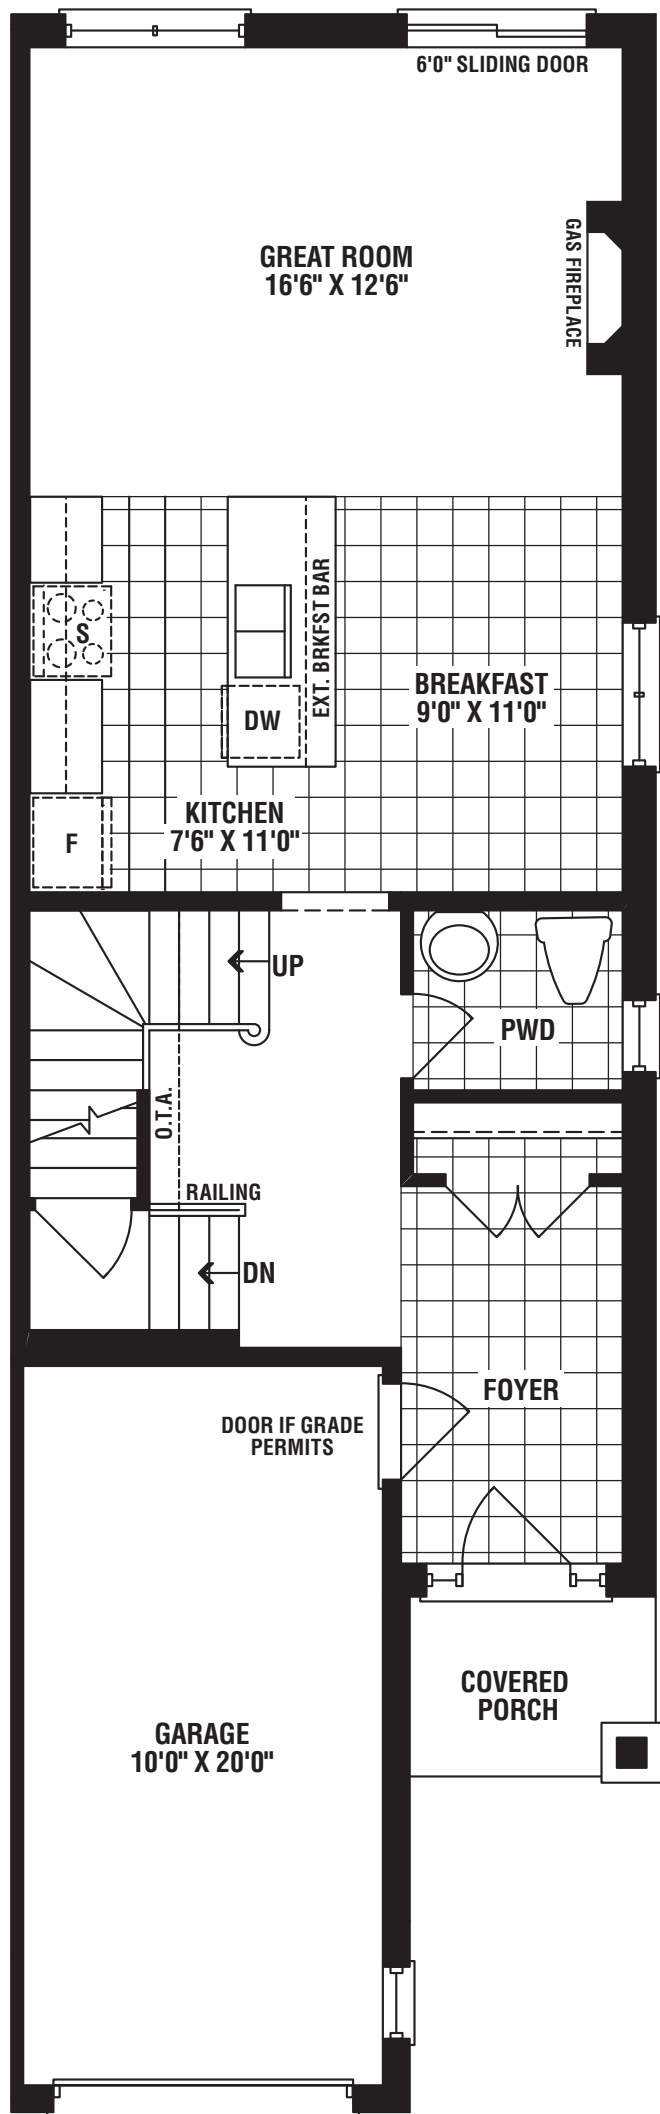 6'0" SLIDING DOOR
GREAT ROOM
16'6" X 12'6"
GAS FIREPLACE
S
EXT. BRKFST BAR
BREAKFAST
9'0" X 11'0"
DW
KITCHEN
7'6" X 11'0"
F
UP
PWD
O.T.A.
RAILING
DN
FOYER
DOOR IF GRADE
PERMITS
COVERED
PORCH
GARAGE
10'0" X 20'0"